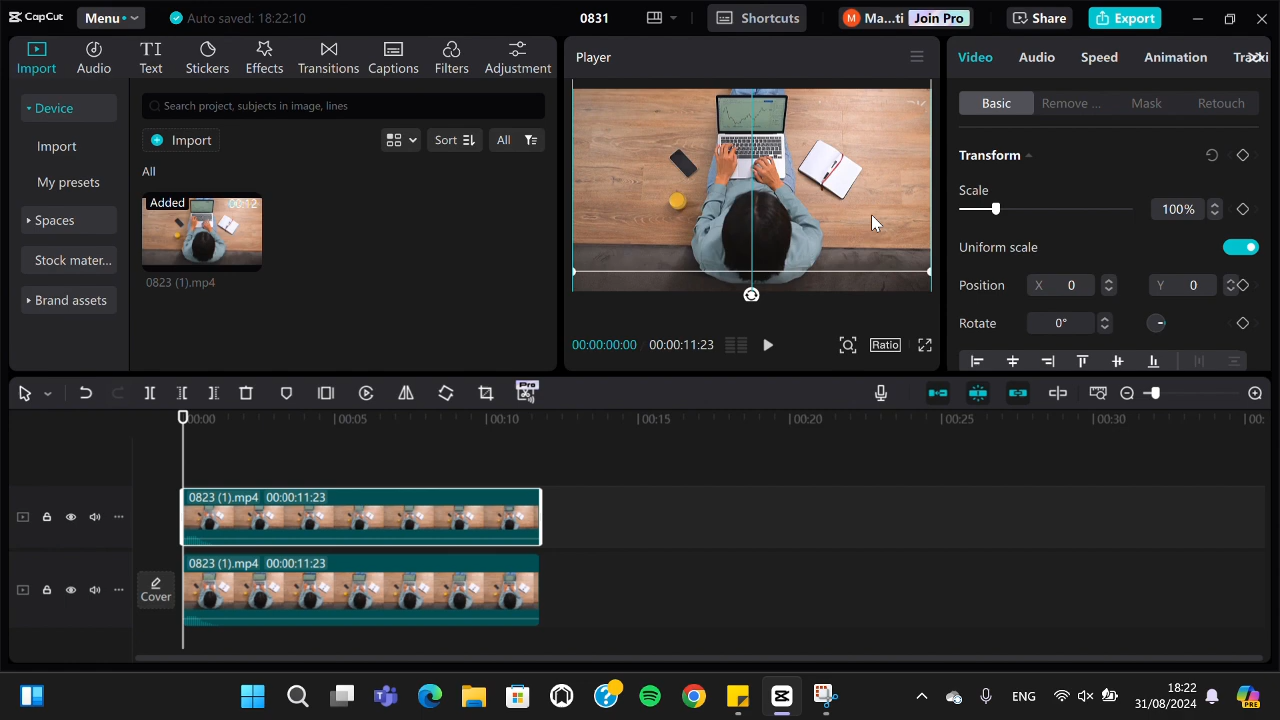 CapCut
Menu
Auto saved: 18:22:10
0831
Shortcuts
M
Ma...ti
Join Pro
Share
Export
Import
Audio
Text
Stickers
Effects
Transitions
Captions
Filters
Adjustment
Device
Import
My presets
Spaces
Stock mater...
Brand assets
Search project, subjects in image, lines
Import
Sort
All
All
Added
00:12
0823 (1).mp4
Player
00:00:00:00
00:00:11:23
Ratio
Video
Audio
Speed
Animation
Basic
Remove ...
Mask
Retouch
Transform
Scale
100%
Uniform scale
Position
X 0
Y 0
Rotate
0°
Pro
00:00
00:05
00:10
00:15
00:20
00:25
00:30
0823 (1).mp4 00:00:11:23
0823 (1).mp4 00:00:11:23
Cover
ENG
18:22
31/08/2024
PRE